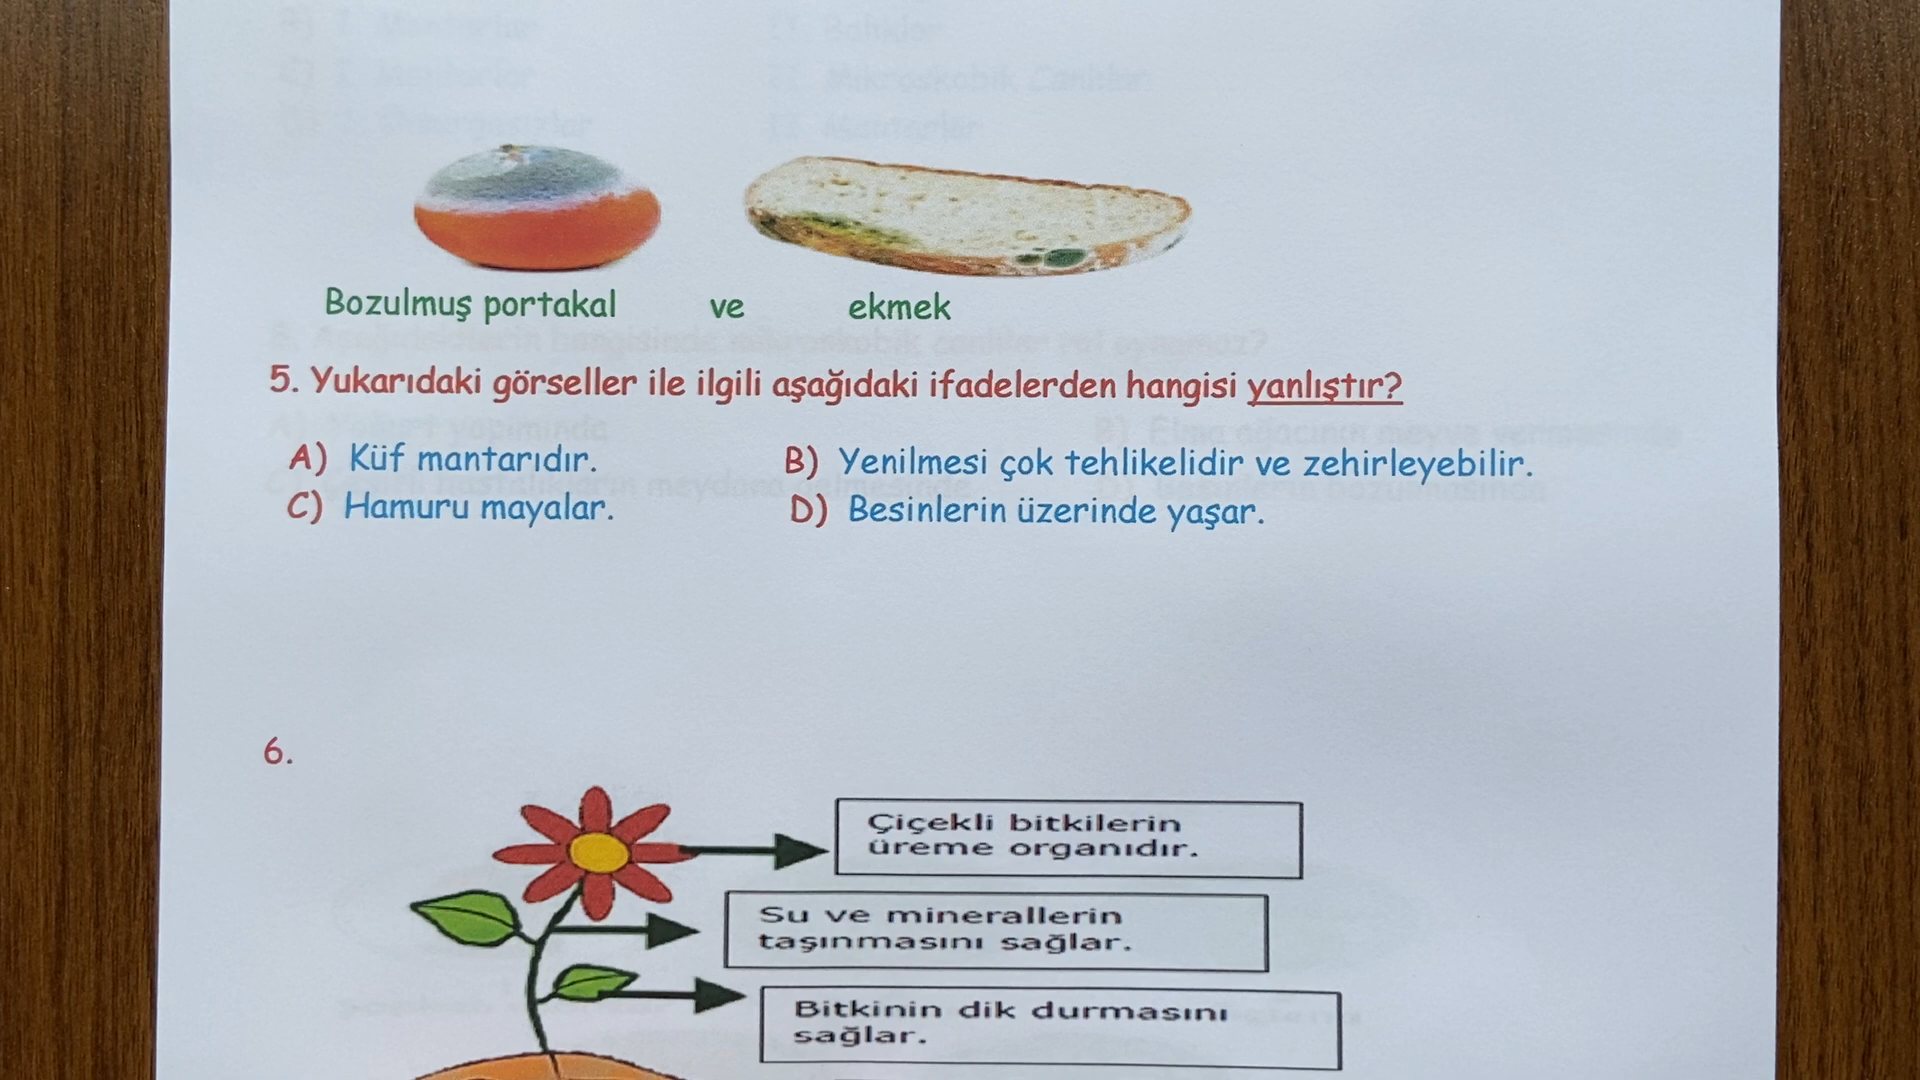 Bozulmuş portakal ve ekmek
5. Yukarıdaki görseller ile ilgili aşağıdaki ifadelerden hangisi yanlıştır?
A) Küf mantarıdır. B) Yenilmesi çok tehlikelidir ve zehirleyebilir.
C) Hamuru mayalar. D) Besinlerin üzerinde yaşar.
6.
Çiçekli bitkilerin
üreme organıdır.
Su ve minerallerin
taşınmasını sağlar.
Bitkinin dik durmasını
sağlar.